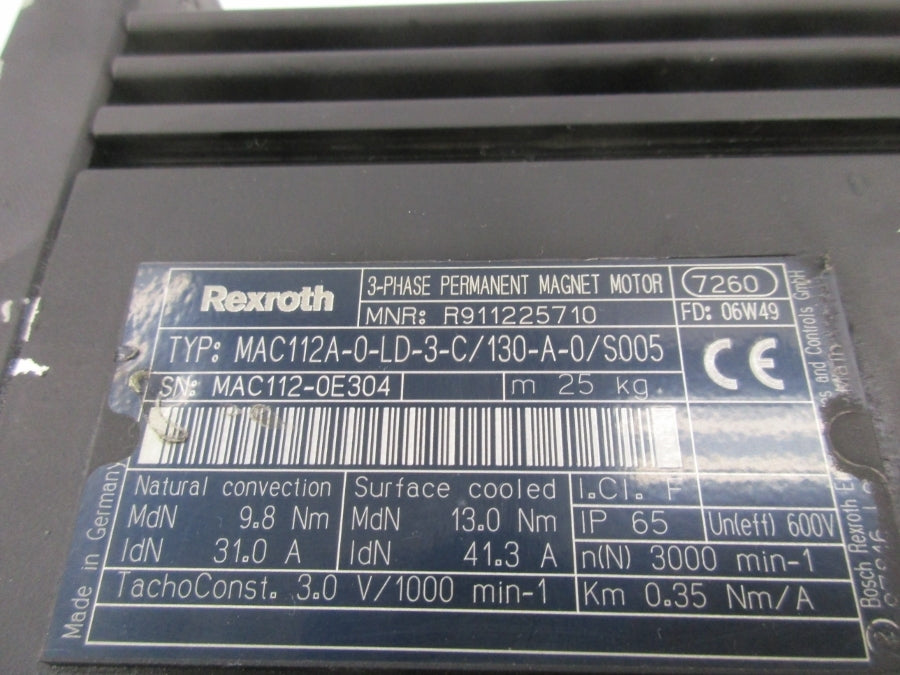 Rexroth
3-PHASE PERMANENT MAGNET MOTOR
7260
MNR: R911225710
FD: 06W49
TYP: MAC112A-0-LD-3-C/130-A-0/S005
CE
SN: MAC112-0E304
m 25 kg
Natural convection
Surface cooled
I.Cl. F
MdN 9.8 Nm
MdN 13.0 Nm
IP 65
Un(eff) 600V
IdN 31.0 A
IdN 41.3 A
n(N) 3000 min-1
TachoConst. 3.0 V/1000 min-1
Km 0.35 Nm/A
Made in Germany
Bosch Rexroth
and Controls GmbH